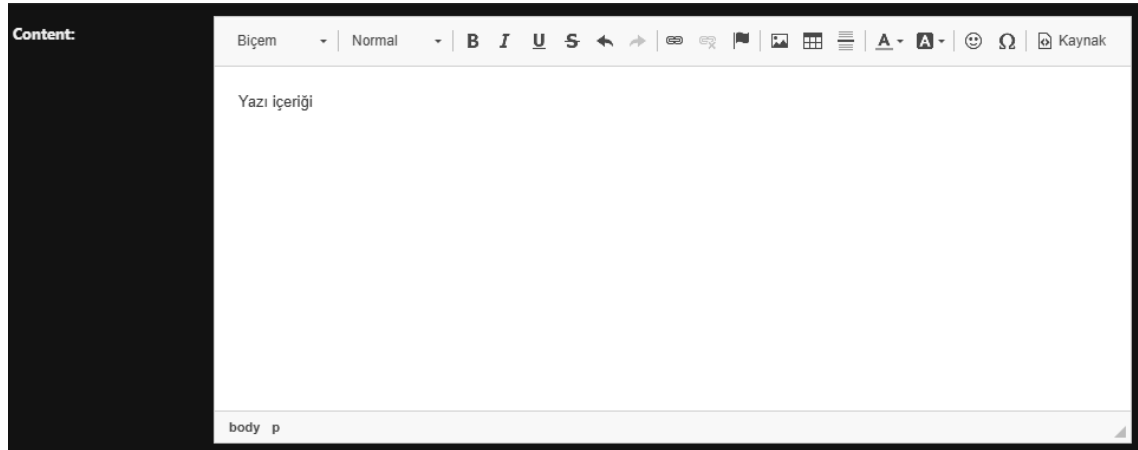 Content:
Biçem Normal B I U S A A Ω Kaynak
Yazı içeriği
body p